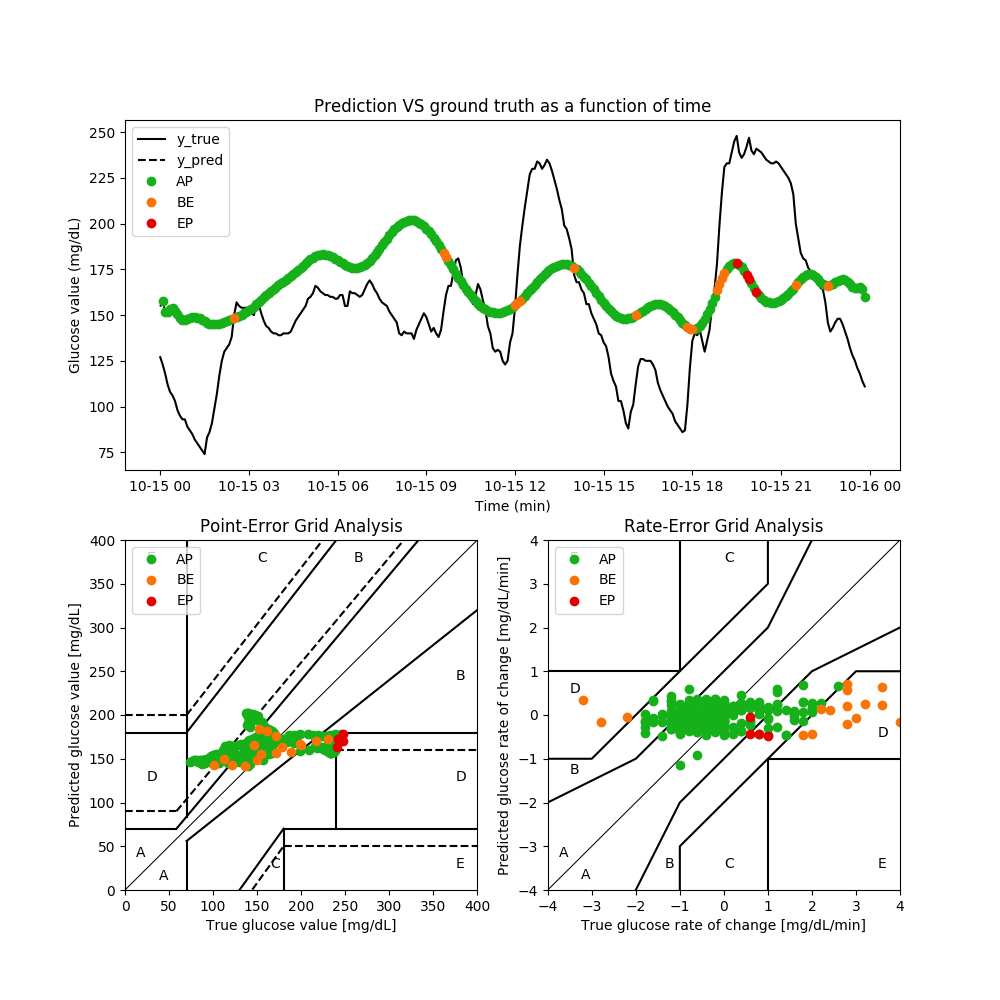 Prediction VS ground truth as a function of time
Glucose value (mg/dL)
250
225
200
175
150
125
100
75
y_true
y_pred
AP
BE
EP
10-15 00 10-15 03 10-15 06 10-15 09 10-15 12 10-15 15 10-15 18 10-15 21 10-16 00
Time (min)
Point-Error Grid Analysis
Predicted glucose value [mg/dL]
400
350
300
250
200
150
100
50
0
AP
BE
EP
C B
B
D D
A
A
C E
0 50 100 150 200 250 300 350 400
True glucose value [mg/dL]
Rate-Error Grid Analysis
Predicted glucose rate of change [mg/dL/min]
4
3
2
1
0
−1
−2
−3
−4
AP
BE
EP
C
D
D
B
A
A
B C E
−4 −3 −2 −1 0 1 2 3 4
True glucose rate of change [mg/dL/min]